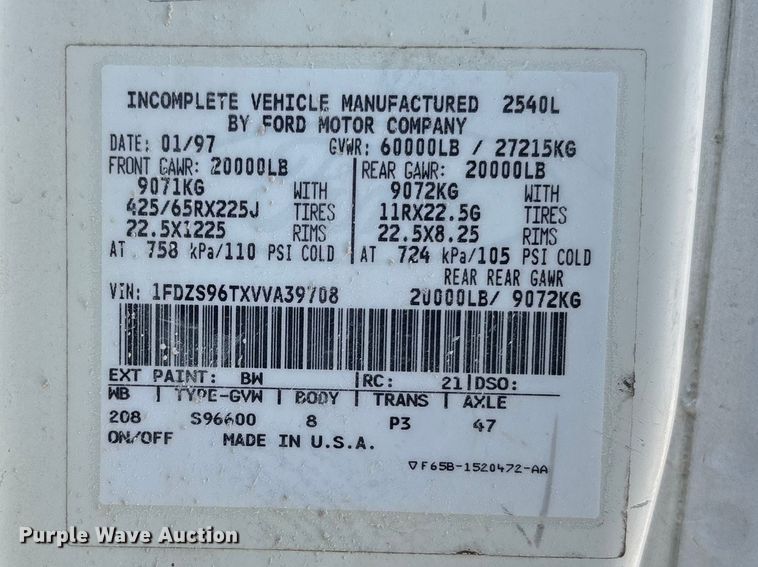 INCOMPLETE VEHICLE MANUFACTURED 2540L
BY FORD MOTOR COMPANY
DATE: 01/97 GVWR: 60000LB / 27215KG
FRONT GAWR: 20000LB REAR GAWR: 20000LB
9071KG WITH 9072KG WITH
425/65RX225J TIRES 11RX22.5G TIRES
22.5X1225 RIMS 22.5X8.25 RIMS
AT 758 kPa/110 PSI COLD AT 724 kPa/105 PSI COLD
REAR REAR GAWR
VIN: 1FDZS96TXVVA39708 20000LB/ 9072KG
EXT PAINT: BW RC: 21 DSO:
WB TYPE-GVW BODY TRANS AXLE
208 S96600 8 P3 47
ON/OFF MADE IN U.S.A.
▽F65B-1520472-AA
Purple Wave Auction